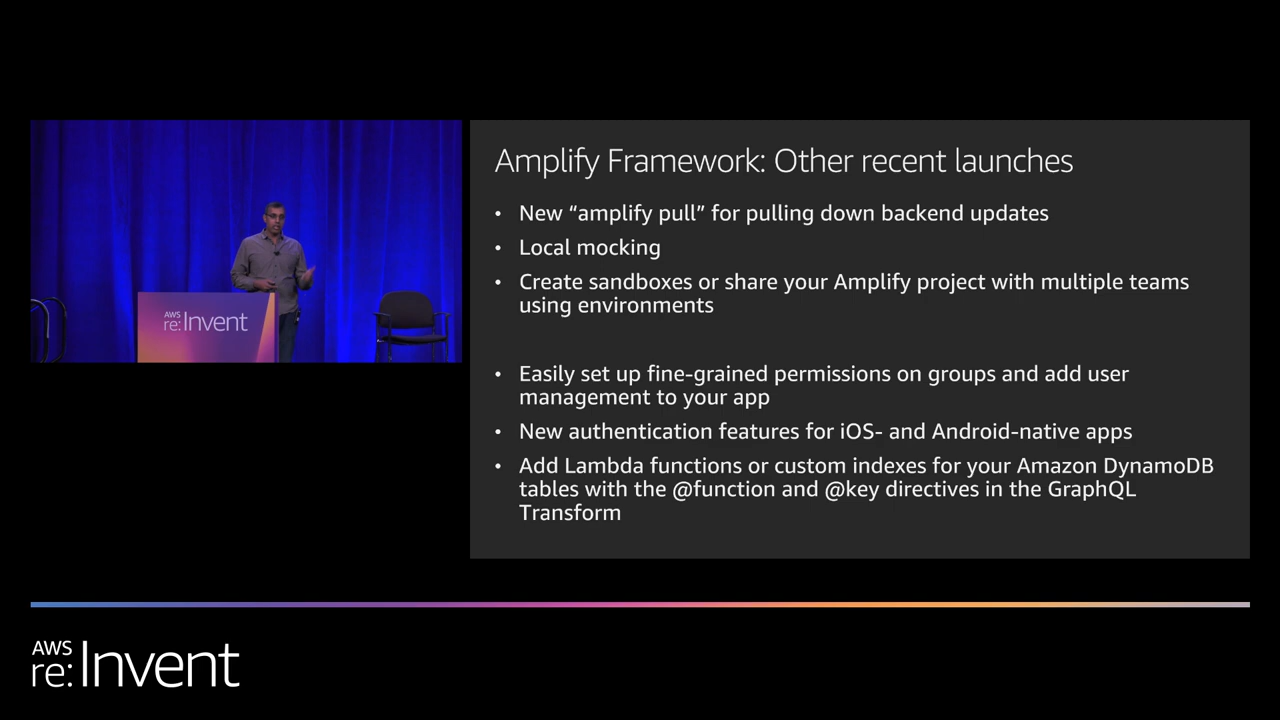 AWS
re:Invent
Amplify Framework: Other recent launches
• New “amplify pull” for pulling down backend updates
• Local mocking
• Create sandboxes or share your Amplify project with multiple teams
using environments
• Easily set up fine-grained permissions on groups and add user
management to your app
• New authentication features for iOS- and Android-native apps
• Add Lambda functions or custom indexes for your Amazon DynamoDB
tables with the @function and @key directives in the GraphQL
Transform
AWS
re:Invent